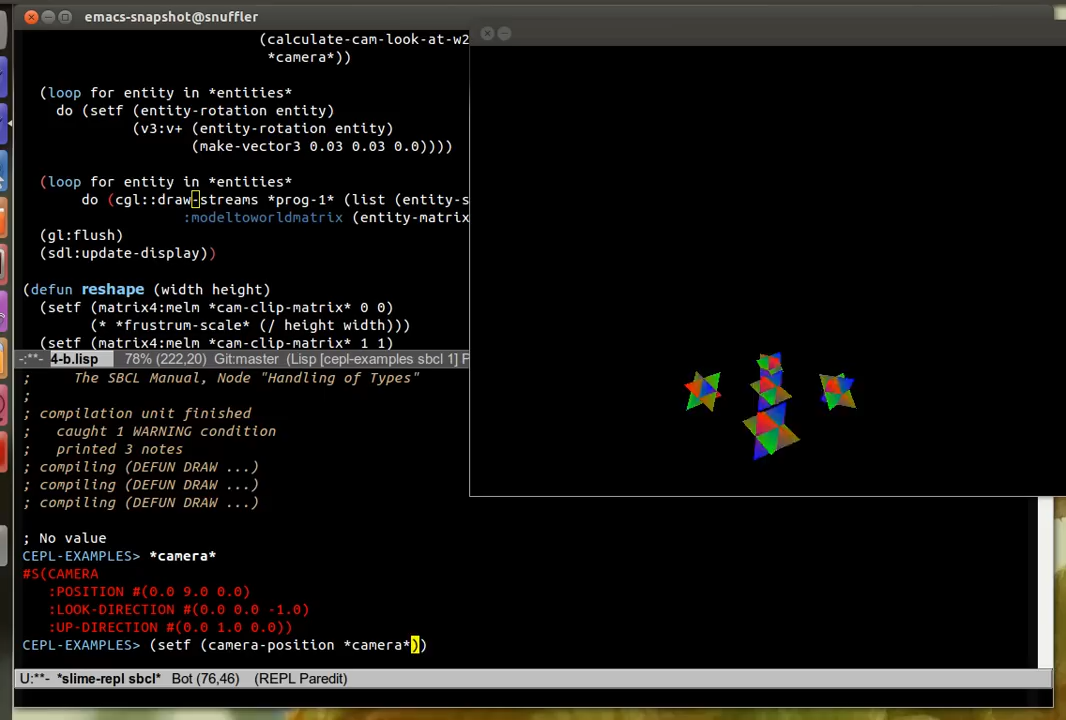 emacs-snapshot@snuffler
(calculate-cam-look-at-w2
*camera*))
(loop for entity in *entities*
do (setf (entity-rotation entity)
(v3:v+ (entity-rotation entity)
(make-vector3 0.03 0.03 0.0))))
(loop for entity in *entities*
do (cgl::draw-streams *prog-1* (list (entity-s
:modeltoworldmatrix (entity-matrix
(gl:flush)
(sdl:update-display))
(defun reshape (width height)
(setf (matrix4:melm *cam-clip-matrix* 0 0)
(* *frustrum-scale* (/ height width)))
(setf (matrix4:melm *cam-clip-matrix* 1 1)
-:**- 4-b.lisp 78% (222,20) Git:master (Lisp [cepl-examples sbcl 1] P
; The SBCL Manual, Node "Handling of Types"
;
; compilation unit finished
; caught 1 WARNING condition
; printed 3 notes
; compiling (DEFUN DRAW ...)
; compiling (DEFUN DRAW ...)
; compiling (DEFUN DRAW ...)
; No value
CEPL-EXAMPLES> *camera*
#S(CAMERA
:POSITION #(0.0 9.0 0.0)
:LOOK-DIRECTION #(0.0 0.0 -1.0)
:UP-DIRECTION #(0.0 1.0 0.0))
CEPL-EXAMPLES> (setf (camera-position *camera*))
U:**- *slime-repl sbcl* Bot (76,46) (REPL Paredit)